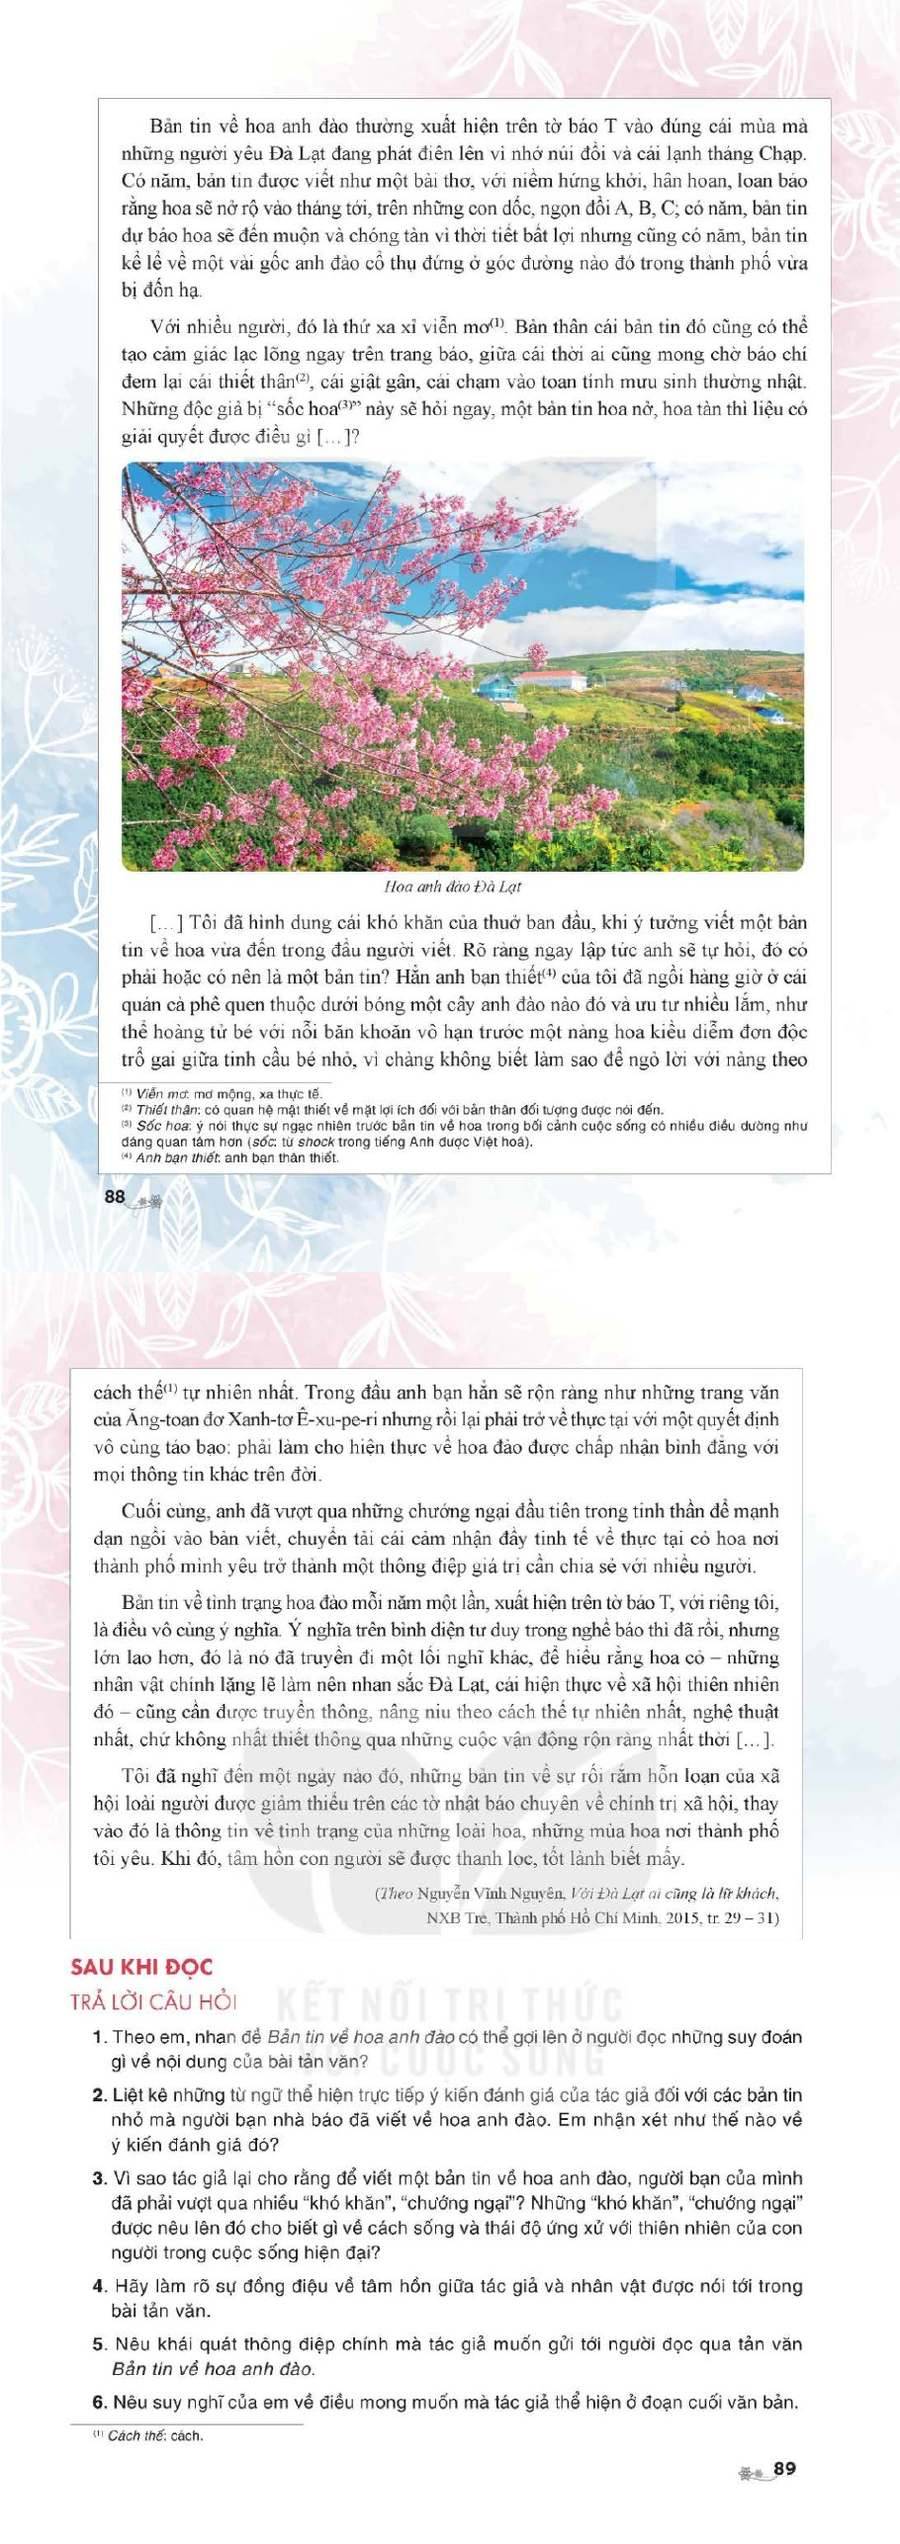 Bản tin về hoa anh đào thường xuất hiện trên tờ báo T vào đúng cái mùa mà
những người yêu Đà Lạt đang phát điên lên vì nhớ núi đồi và cái lạnh tháng Chạp.
Có năm, bản tin được viết như một bài thơ, với niềm hứng khởi, hân hoan, loan báo
rằng hoa sẽ nở rộ vào tháng tới, trên những con dốc, ngọn đồi A, B, C; có năm, bản tin
dự báo hoa sẽ đến muộn và chóng tàn vì thời tiết bất lợi nhưng cũng có năm, bản tin
kể lể về một vài gốc anh đào cổ thụ đứng ở góc đường nào đó trong thành phố vừa
bị đốn hạ.
Với nhiều người, đó là thứ xa xỉ viễn mơ(1). Bản thân cái bản tin đó cũng có thể
tạo cảm giác lạc lõng ngay trên trang báo, giữa cái thời ai cũng mong chờ báo chí
đem lại cái thiết thân(2), cái giật gân, cái chạm vào toan tính mưu sinh thường nhật.
Những độc giả bị “sốc hoa(3)” này sẽ hỏi ngay, một bản tin hoa nở, hoa tàn thì liệu có
giải quyết được điều gì [...]?
Hoa anh đào Đà Lạt
[...] Tôi đã hình dung cái khó khăn của thuở ban đầu, khi ý tưởng viết một bản
tin về hoa vừa đến trong đầu người viết. Rõ ràng ngay lập tức anh sẽ tự hỏi, đó có
phải hoặc có nên là một bản tin? Hẳn anh bạn thiết(4) của tôi đã ngồi hàng giờ ở cái
quán cà phê quen thuộc dưới bóng một cây anh đào nào đó và ưu tư nhiều lắm, như
thể hoàng tử bé với nỗi băn khoăn vô hạn trước một nàng hoa kiều diễm đơn độc
trổ gai giữa tinh cầu bé nhỏ, vì chàng không biết làm sao để ngỏ lời với nàng theo
(1) Viễn mơ: mơ mộng, xa thực tế.
(2) Thiết thân: có quan hệ mật thiết về mặt lợi ích đối với bản thân đối tượng được nói đến.
(3) Sốc hoa: ý nói thực sự ngạc nhiên trước bản tin về hoa trong bối cảnh cuộc sống có nhiều điều dường như
đáng quan tâm hơn (sốc: từ shock trong tiếng Anh được Việt hoá).
(4) Anh bạn thiết: anh bạn thân thiết.
88
cách thế(1) tự nhiên nhất. Trong đầu anh bạn hẳn sẽ rộn ràng như những trang văn
của Ăng-toan đơ Xanh-tơ Ê-xu-pe-ri nhưng rồi lại phải trở về thực tại với một quyết định
vô cùng táo bạo: phải làm cho hiện thực về hoa đào được chấp nhận bình đẳng với
mọi thông tin khác trên đời.
Cuối cùng, anh đã vượt qua những chướng ngại đầu tiên trong tinh thần để mạnh
dạn ngồi vào bàn viết, chuyển tải cái cảm nhận đầy tinh tế về thực tại cỏ hoa nơi
thành phố mình yêu trở thành một thông điệp giá trị cần chia sẻ với nhiều người.
Bản tin về tình trạng hoa đào mỗi năm một lần, xuất hiện trên tờ báo T, với riêng tôi,
là điều vô cùng ý nghĩa. Ý nghĩa trên bình diện tư duy trong nghề báo thì đã rồi, nhưng
lớn lao hơn, đó là nó đã truyền đi một lối nghĩ khác, để hiểu rằng hoa cỏ – những
nhân vật chính lặng lẽ làm nên nhan sắc Đà Lạt, cái hiện thực về xã hội thiên nhiên
đó – cũng cần được truyền thông, nâng niu theo cách thế tự nhiên nhất, nghệ thuật
nhất, chứ không nhất thiết thông qua những cuộc vận động rộn ràng nhất thời [...].
Tôi đã nghĩ đến một ngày nào đó, những bản tin về sự rối rắm hỗn loạn của xã
hội loài người được giảm thiểu trên các tờ nhật báo chuyên về chính trị xã hội, thay
vào đó là thông tin về tình trạng của những loài hoa, những mùa hoa nơi thành phố
tôi yêu. Khi đó, tâm hồn con người sẽ được thanh lọc, tốt lành biết mấy.
(Theo Nguyễn Vĩnh Nguyên, Với Đà Lạt ai cũng là lữ khách,
NXB Trẻ, Thành phố Hồ Chí Minh, 2015, tr. 29 – 31)
SAU KHI ĐỌC
TRẢ LỜI CÂU HỎI
KẾT NỐI TRI THỨC
VỚI CUỘC SỐNG
1. Theo em, nhan đề Bản tin về hoa anh đào có thể gợi lên ở người đọc những suy đoán
gì về nội dung của bài tản văn?
2. Liệt kê những từ ngữ thể hiện trực tiếp ý kiến đánh giá của tác giả đối với các bản tin
nhỏ mà người bạn nhà báo đã viết về hoa anh đào. Em nhận xét như thế nào về
ý kiến đánh giá đó?
3. Vì sao tác giả lại cho rằng để viết một bản tin về hoa anh đào, người bạn của mình
đã phải vượt qua nhiều “khó khăn”, “chướng ngại”? Những “khó khăn”, “chướng ngại”
được nêu lên đó cho biết gì về cách sống và thái độ ứng xử với thiên nhiên của con
người trong cuộc sống hiện đại?
4. Hãy làm rõ sự đồng điệu về tâm hồn giữa tác giả và nhân vật được nói tới trong
bài tản văn.
5. Nêu khái quát thông điệp chính mà tác giả muốn gửi tới người đọc qua tản văn
Bản tin về hoa anh đào.
6. Nêu suy nghĩ của em về điều mong muốn mà tác giả thể hiện ở đoạn cuối văn bản.
(1) Cách thế: cách.
89